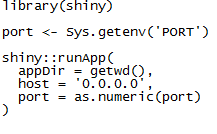 library(shiny)
port <- Sys.getenv('PORT')
shiny::runApp(
  appDir = getwd(),
  host = '0.0.0.0',
  port = as.numeric(port)
)